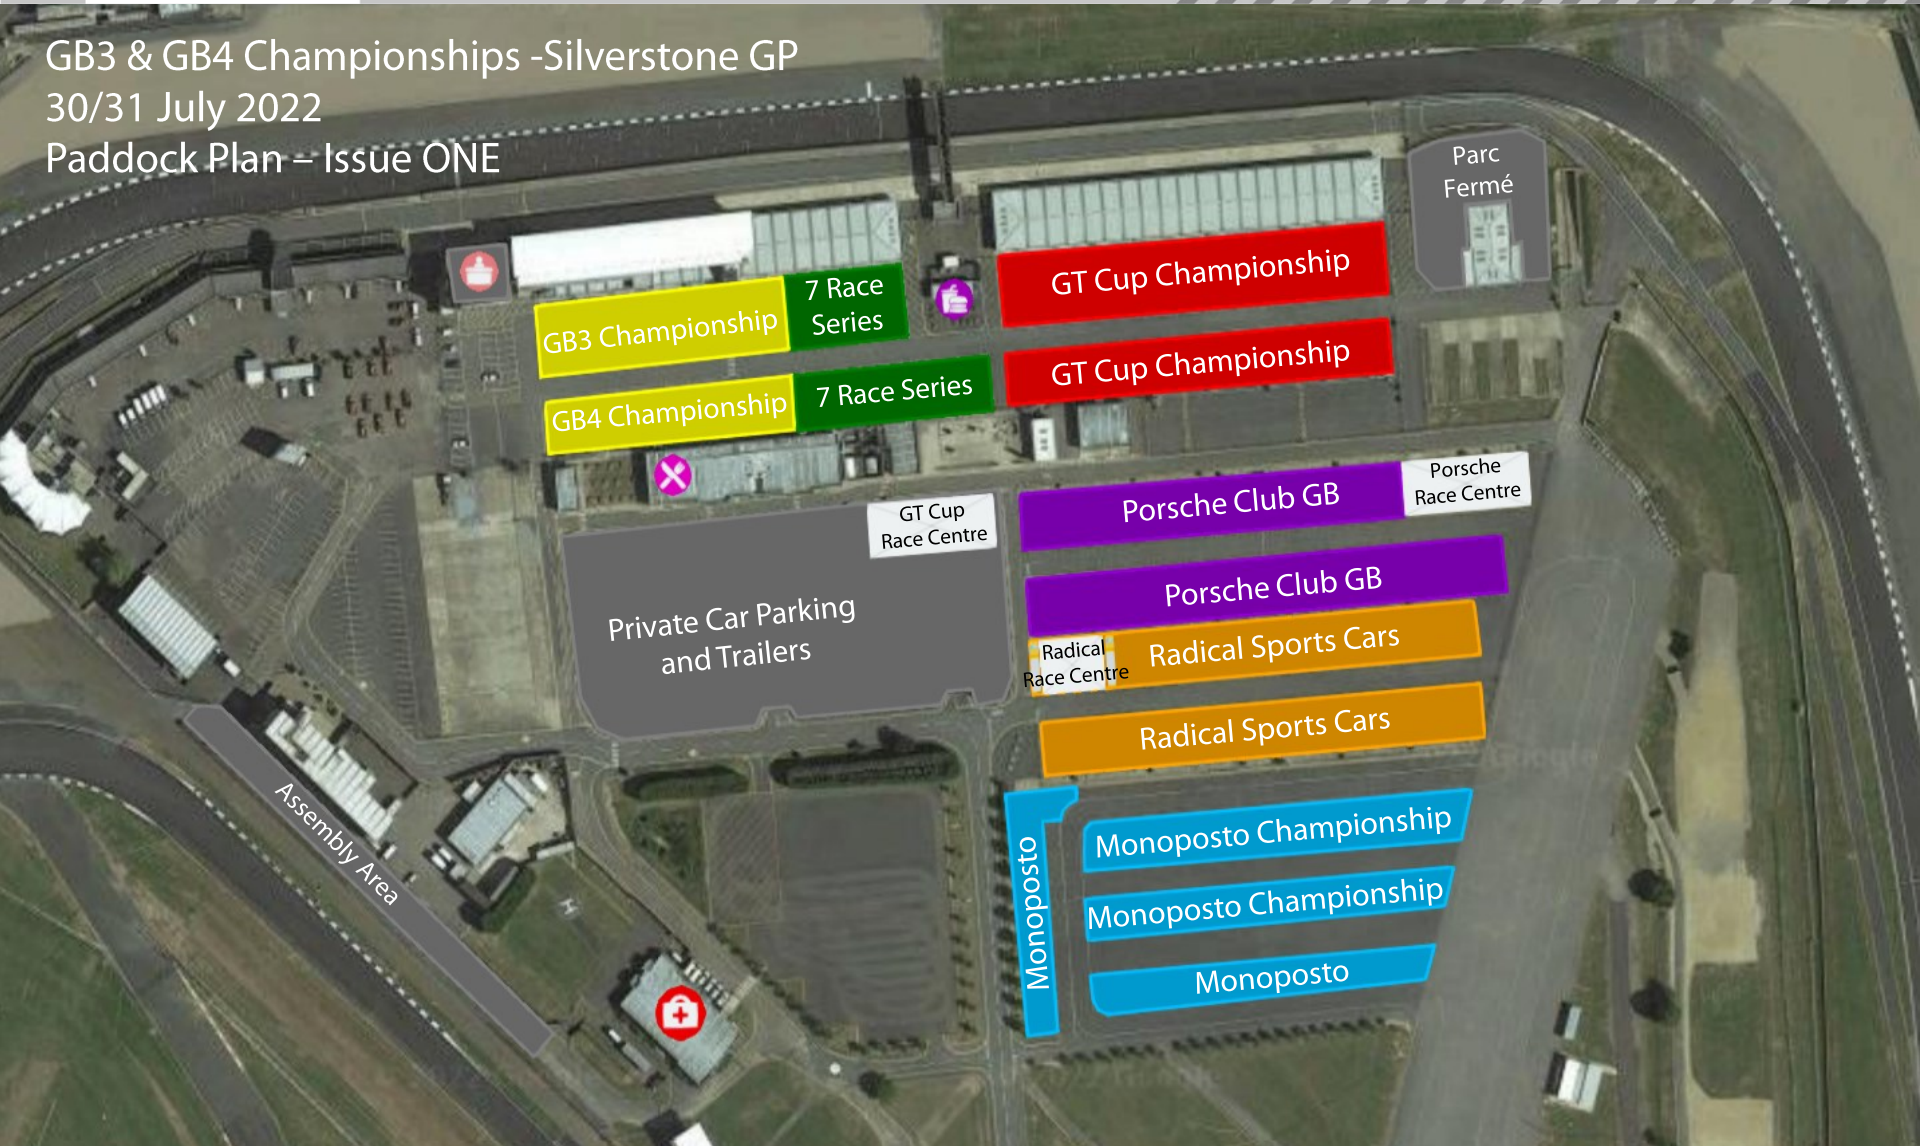 GB3 & GB4 Championships -Silverstone GP
30/31 July 2022
Paddock Plan – Issue ONE
Parc
Fermé
GT Cup Championship
7 Race
Series
GB3 Championship
GT Cup Championship
7 Race Series
GB4 Championship
Porsche Club GB
Porsche
Race Centre
GT Cup
Race Centre
Porsche Club GB
Private Car Parking
and Trailers
Radical
Race Centre
Radical Sports Cars
Radical Sports Cars
Assembly Area
Monoposto
Monoposto Championship
Monoposto Championship
Monoposto
H
Google